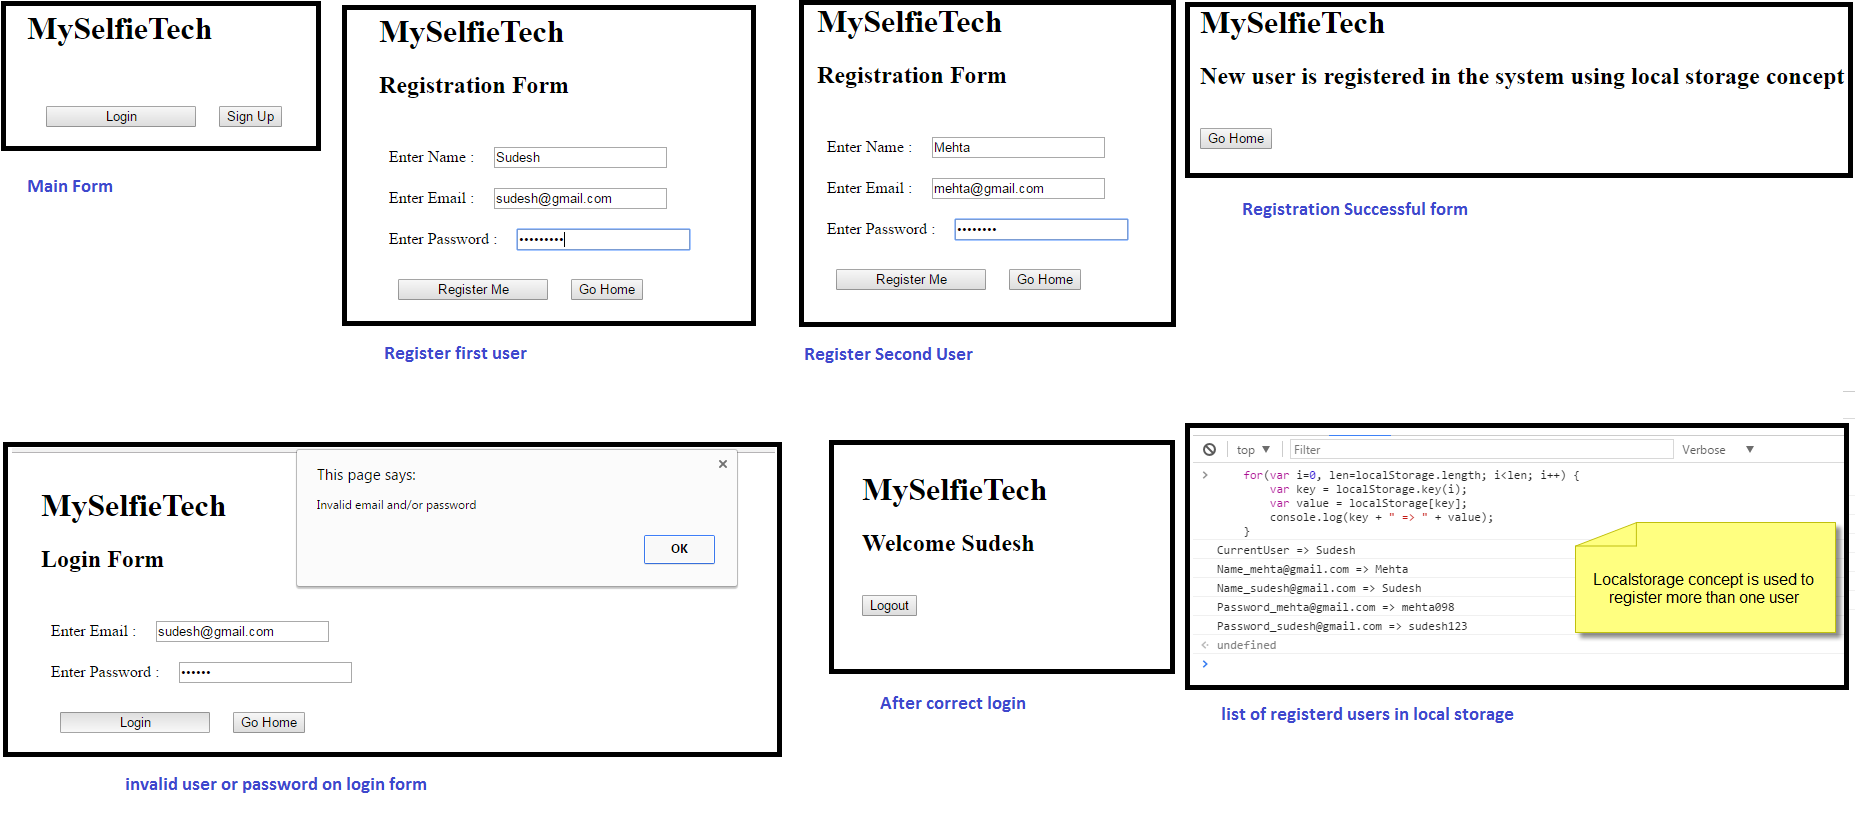 MySelfieTech
Login
Sign Up
Main Form
MySelfieTech
Registration Form
Enter Name :
Sudesh
Enter Email :
sudesh@gmail.com
Enter Password :
•••••••••
Register Me
Go Home
Register first user
MySelfieTech
Registration Form
Enter Name :
Mehta
Enter Email :
mehta@gmail.com
Enter Password :
••••••••
Register Me
Go Home
Register Second User
MySelfieTech
New user is registered in the system using local storage concept
Go Home
Registration Successful form
This page says:
Invalid email and/or password
OK
MySelfieTech
Login Form
Enter Email :
sudesh@gmail.com
Enter Password :
••••••
Login
Go Home
invalid user or password on login form
MySelfieTech
Welcome Sudesh
Logout
After correct login
top ▼
Filter
Verbose ▼
> for(var i=0, len=localStorage.length; i<len; i++) {
var key = localStorage.key(i);
var value = localStorage[key];
console.log(key + " => " + value);
}
CurrentUser => Sudesh
Name_mehta@gmail.com => Mehta
Name_sudesh@gmail.com => Sudesh
Password_mehta@gmail.com => mehta098
Password_sudesh@gmail.com => sudesh123
undefined
>
Localstorage concept is used to
register more than one user
list of registerd users in local storage